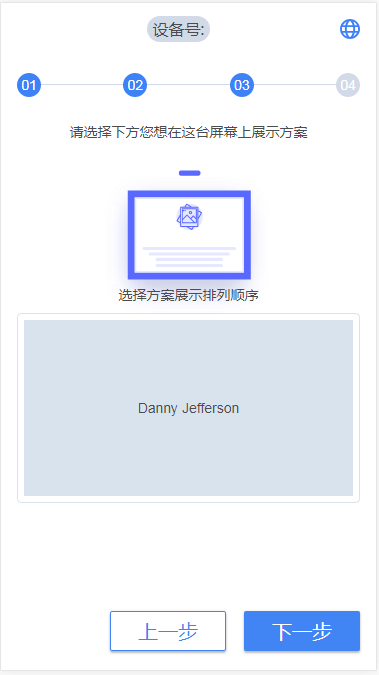 设备号:
01 02 03 04
请选择下方您想在这台屏幕上展示方案
选择方案展示排列顺序
Danny Jefferson
上一步 下一步